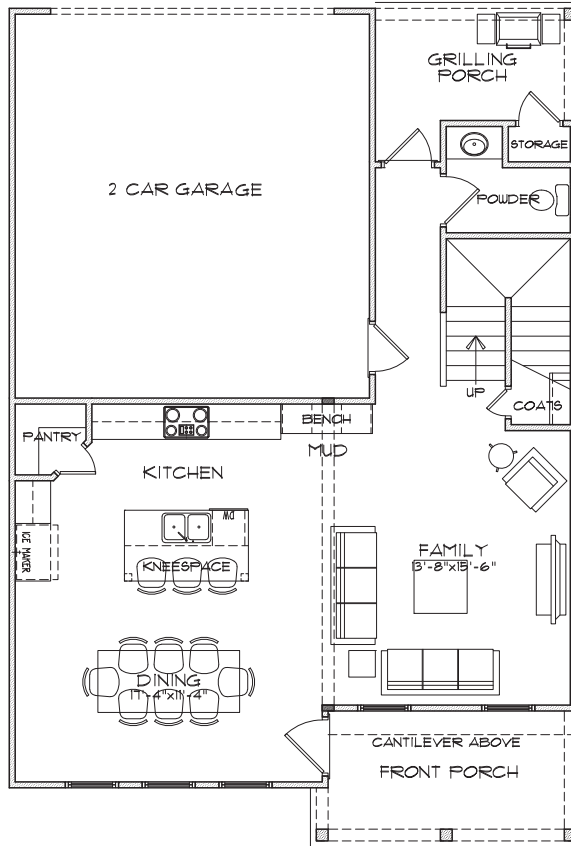 GRILLING
PORCH
STORAGE
2 CAR GARAGE
POWDER
UP
COATS
BENCH
PANTRY
MUD
KITCHEN
DW
ICE MAKER
FAMILY
13'-8"x15'-6"
KNEESPACE
DINING
17'-4"x11'-4"
CANTILEVER ABOVE
FRONT PORCH